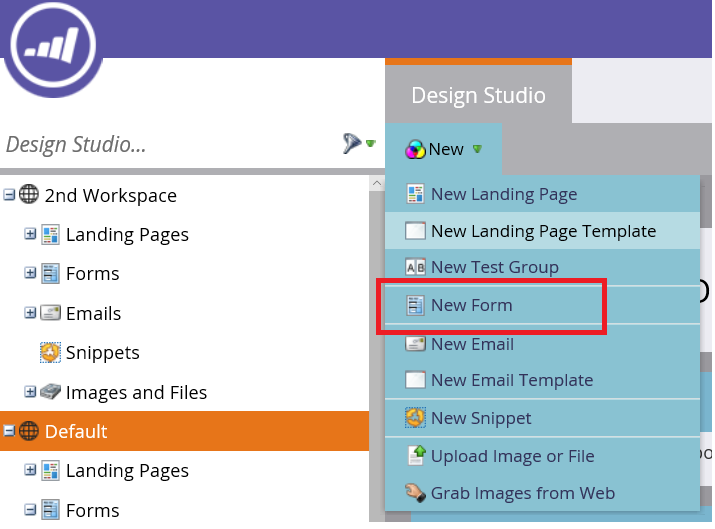 Design Studio
Design Studio...
New
2nd Workspace
Landing Pages
Forms
Emails
Snippets
Images and Files
Default
Landing Pages
Forms
New Landing Page
New Landing Page Template
AB New Test Group
New Form
New Email
New Email Template
New Snippet
Upload Image or File
Grab Images from Web